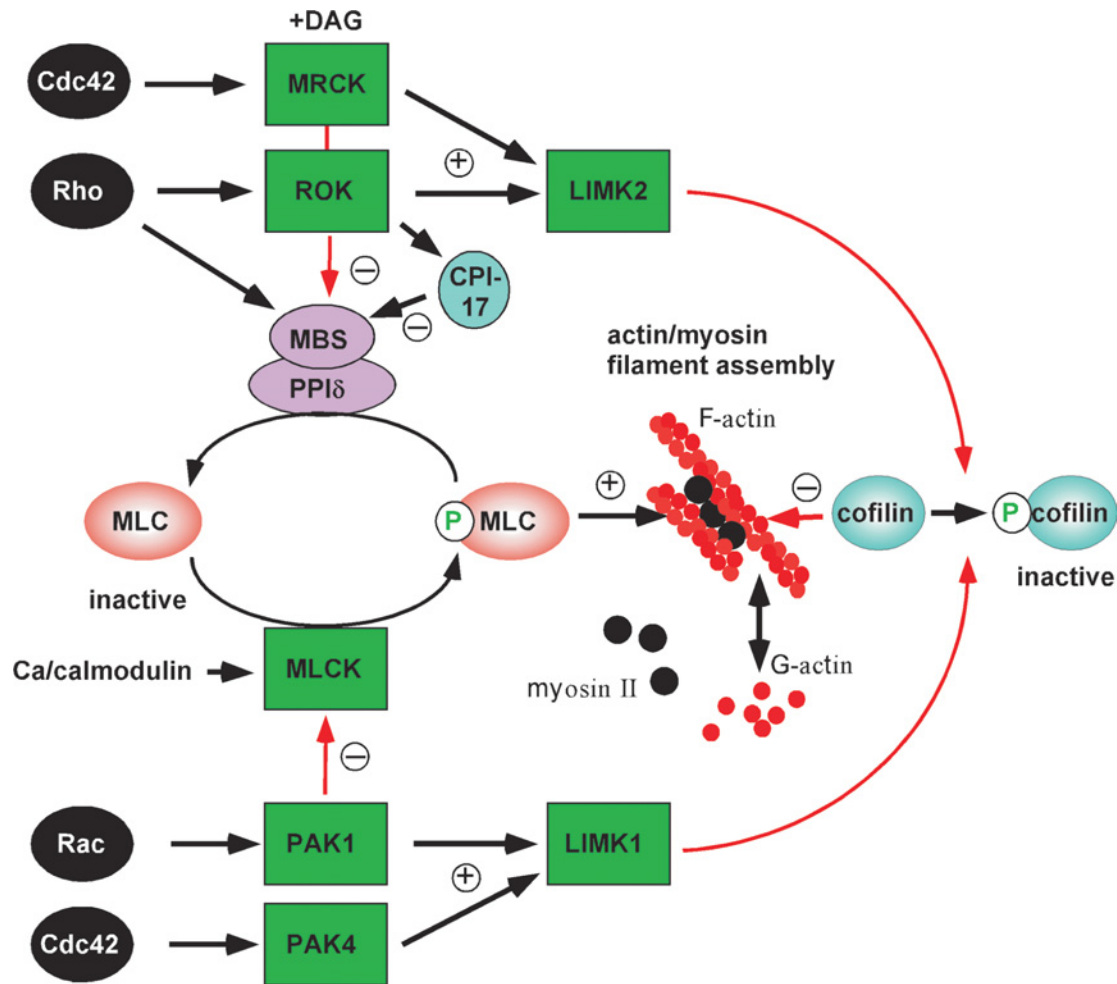 +DAG
Cdc42
MRCK
Rho
ROK
+
LIMK2
−
CPI-
17
−
MBS
PPIδ
actin/myosin
filament assembly
F-actin
MLC
P MLC
+
−
cofilin
P cofilin
inactive
inactive
Ca/calmodulin
MLCK
myosin II
G-actin
−
Rac
PAK1
LIMK1
+
Cdc42
PAK4